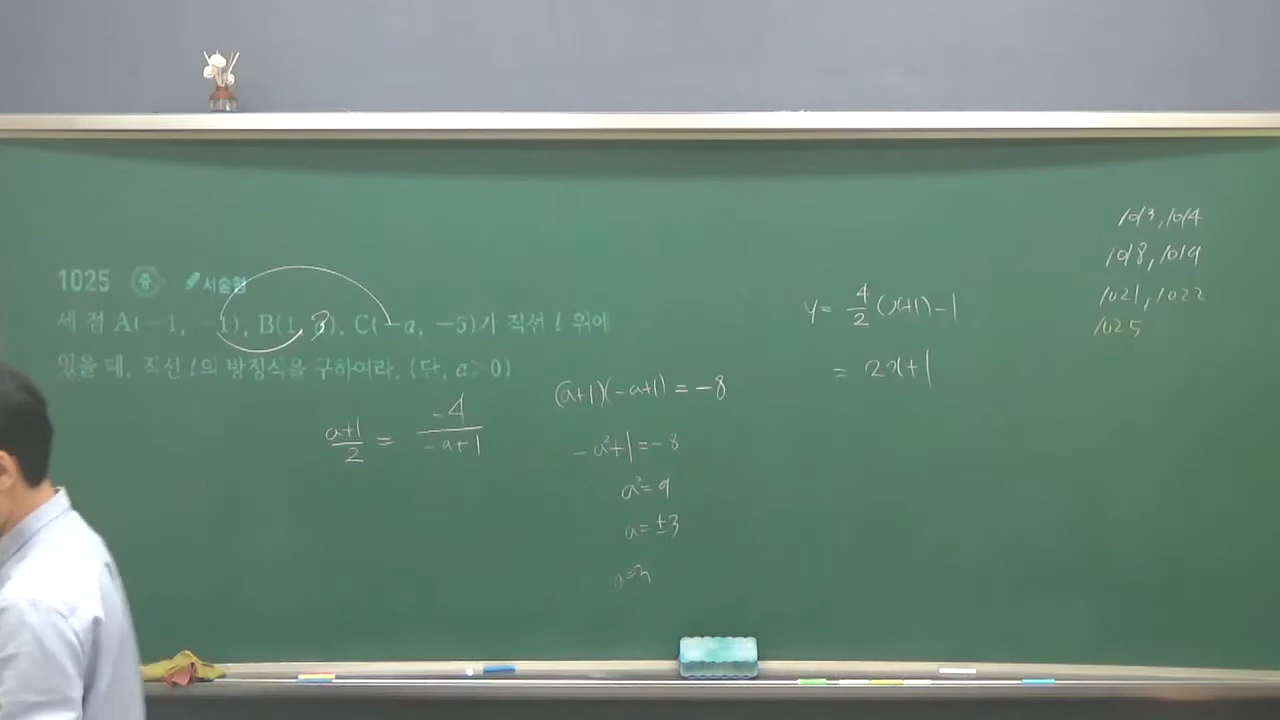 1025 중 서술형
세 점 A(-1, -1), B(1, 3), C(-a, -5)가 직선 l 위에
있을 때, 직선 l의 방정식을 구하여라. (단, a>0)
(a+1)/2 = -4/(-a+1)
(a+1)(-a+1) = -8
-a²+1 = -8
a² = 9
a = ±3
a=3
y = 4/2 (x+1) - 1
= 2x+1
1013, 1014
1018, 1019
1021, 1022
1025